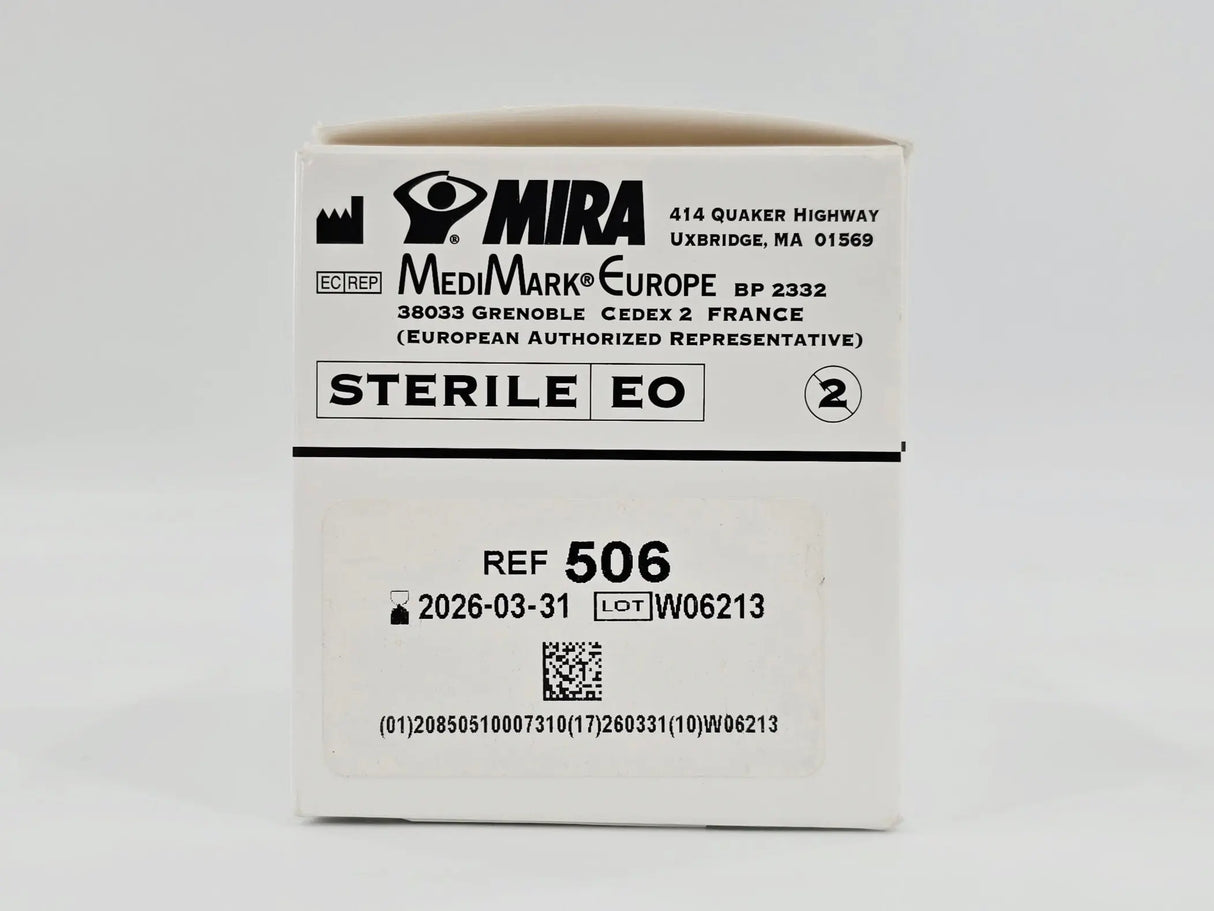 MIRA 414 QUAKER HIGHWAY
® UXBRIDGE, MA 01569
EC REP MEDIMARK® EUROPE BP 2332
38033 GRENOBLE CEDEX 2 FRANCE
(EUROPEAN AUTHORIZED REPRESENTATIVE)
STERILE EO 2
REF 506
2026-03-31 LOT W06213
(01)20850510007310(17)260331(10)W06213